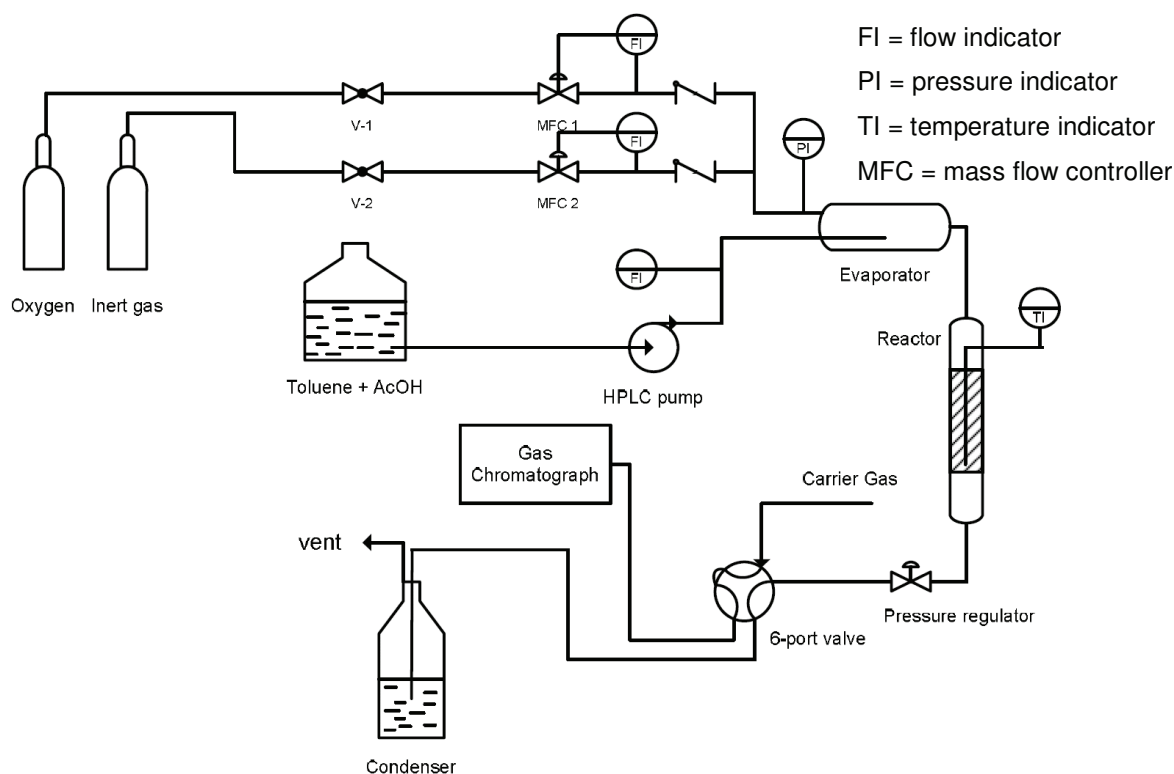 FI = flow indicator
PI = pressure indicator
TI = temperature indicator
MFC = mass flow controller
FI
V-1
MFC 1
FI
PI
V-2
MFC 2
Evaporator
FI
Oxygen
Inert gas
TI
Reactor
Toluene + AcOH
HPLC pump
Gas
Chromatograph
Carrier Gas
vent
Pressure regulator
6-port valve
Condenser